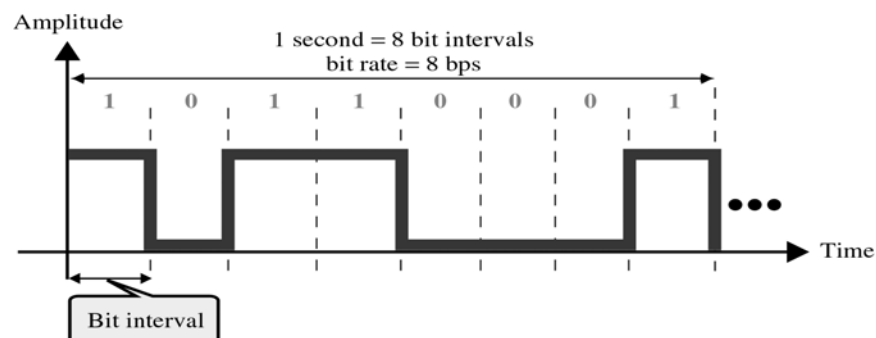 Amplitude
1 second = 8 bit intervals
bit rate = 8 bps
1 0 1 1 0 0 0 1
Time
Bit interval